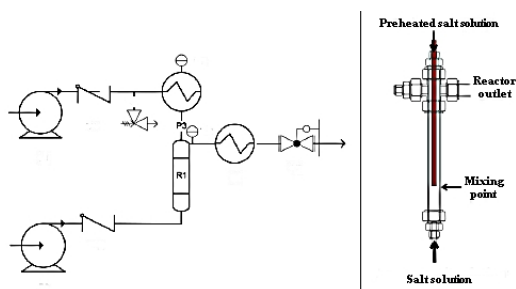 P3
R1
Preheated salt solution
Reactor
outlet
Mixing
point
Salt solution